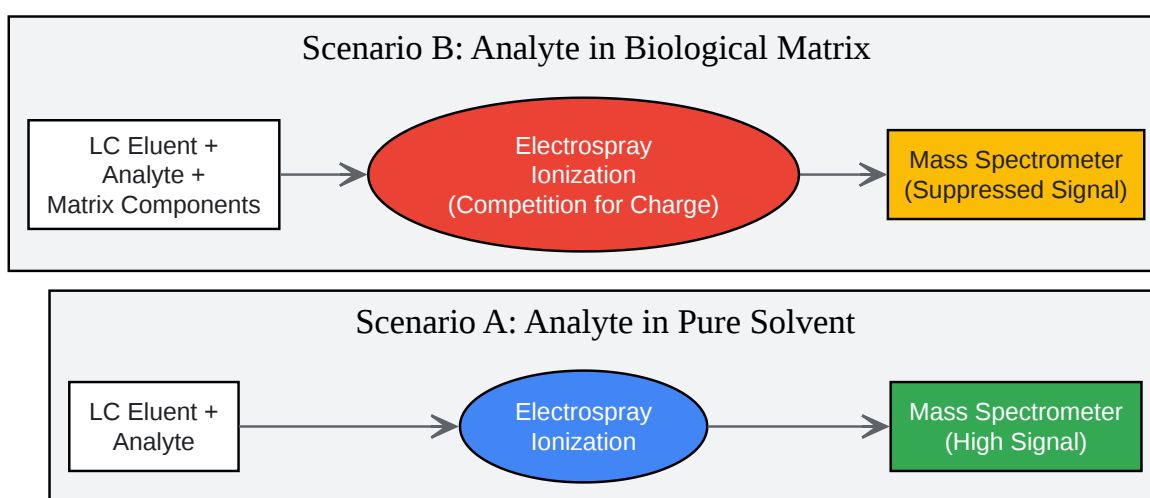 Scenario B: Analyte in Biological Matrix
LC Eluent +
Analyte +
Matrix Components
Electrospray
Ionization
(Competition for Charge)
Mass Spectrometer
(Suppressed Signal)
Scenario A: Analyte in Pure Solvent
LC Eluent +
Analyte
Electrospray
Ionization
Mass Spectrometer
(High Signal)